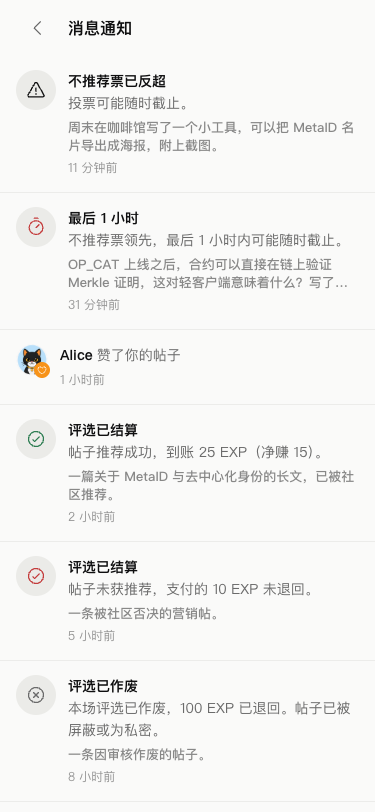 消息通知
不推荐票已反超
投票可能随时截止。
周末在咖啡馆写了一个小工具，可以把 MetaID 名
片导出成海报，附上截图。
11 分钟前
最后 1 小时
不推荐票领先，最后 1 小时内可能随时截止。
OP_CAT 上线之后，合约可以直接在链上验证
Merkle 证明，这对轻客户端意味着什么？写了…
31 分钟前
Alice 赞了你的帖子
1 小时前
评选已结算
帖子推荐成功，到账 25 EXP（净赚 15）。
一篇关于 MetaID 与去中心化身份的长文，已被社
区推荐。
2 小时前
评选已结算
帖子未获推荐，支付的 10 EXP 未退回。
一条被社区否决的营销帖。
5 小时前
评选已作废
本场评选已作废，100 EXP 已退回。帖子已被
屏蔽或为私密。
一条因审核作废的帖子。
8 小时前